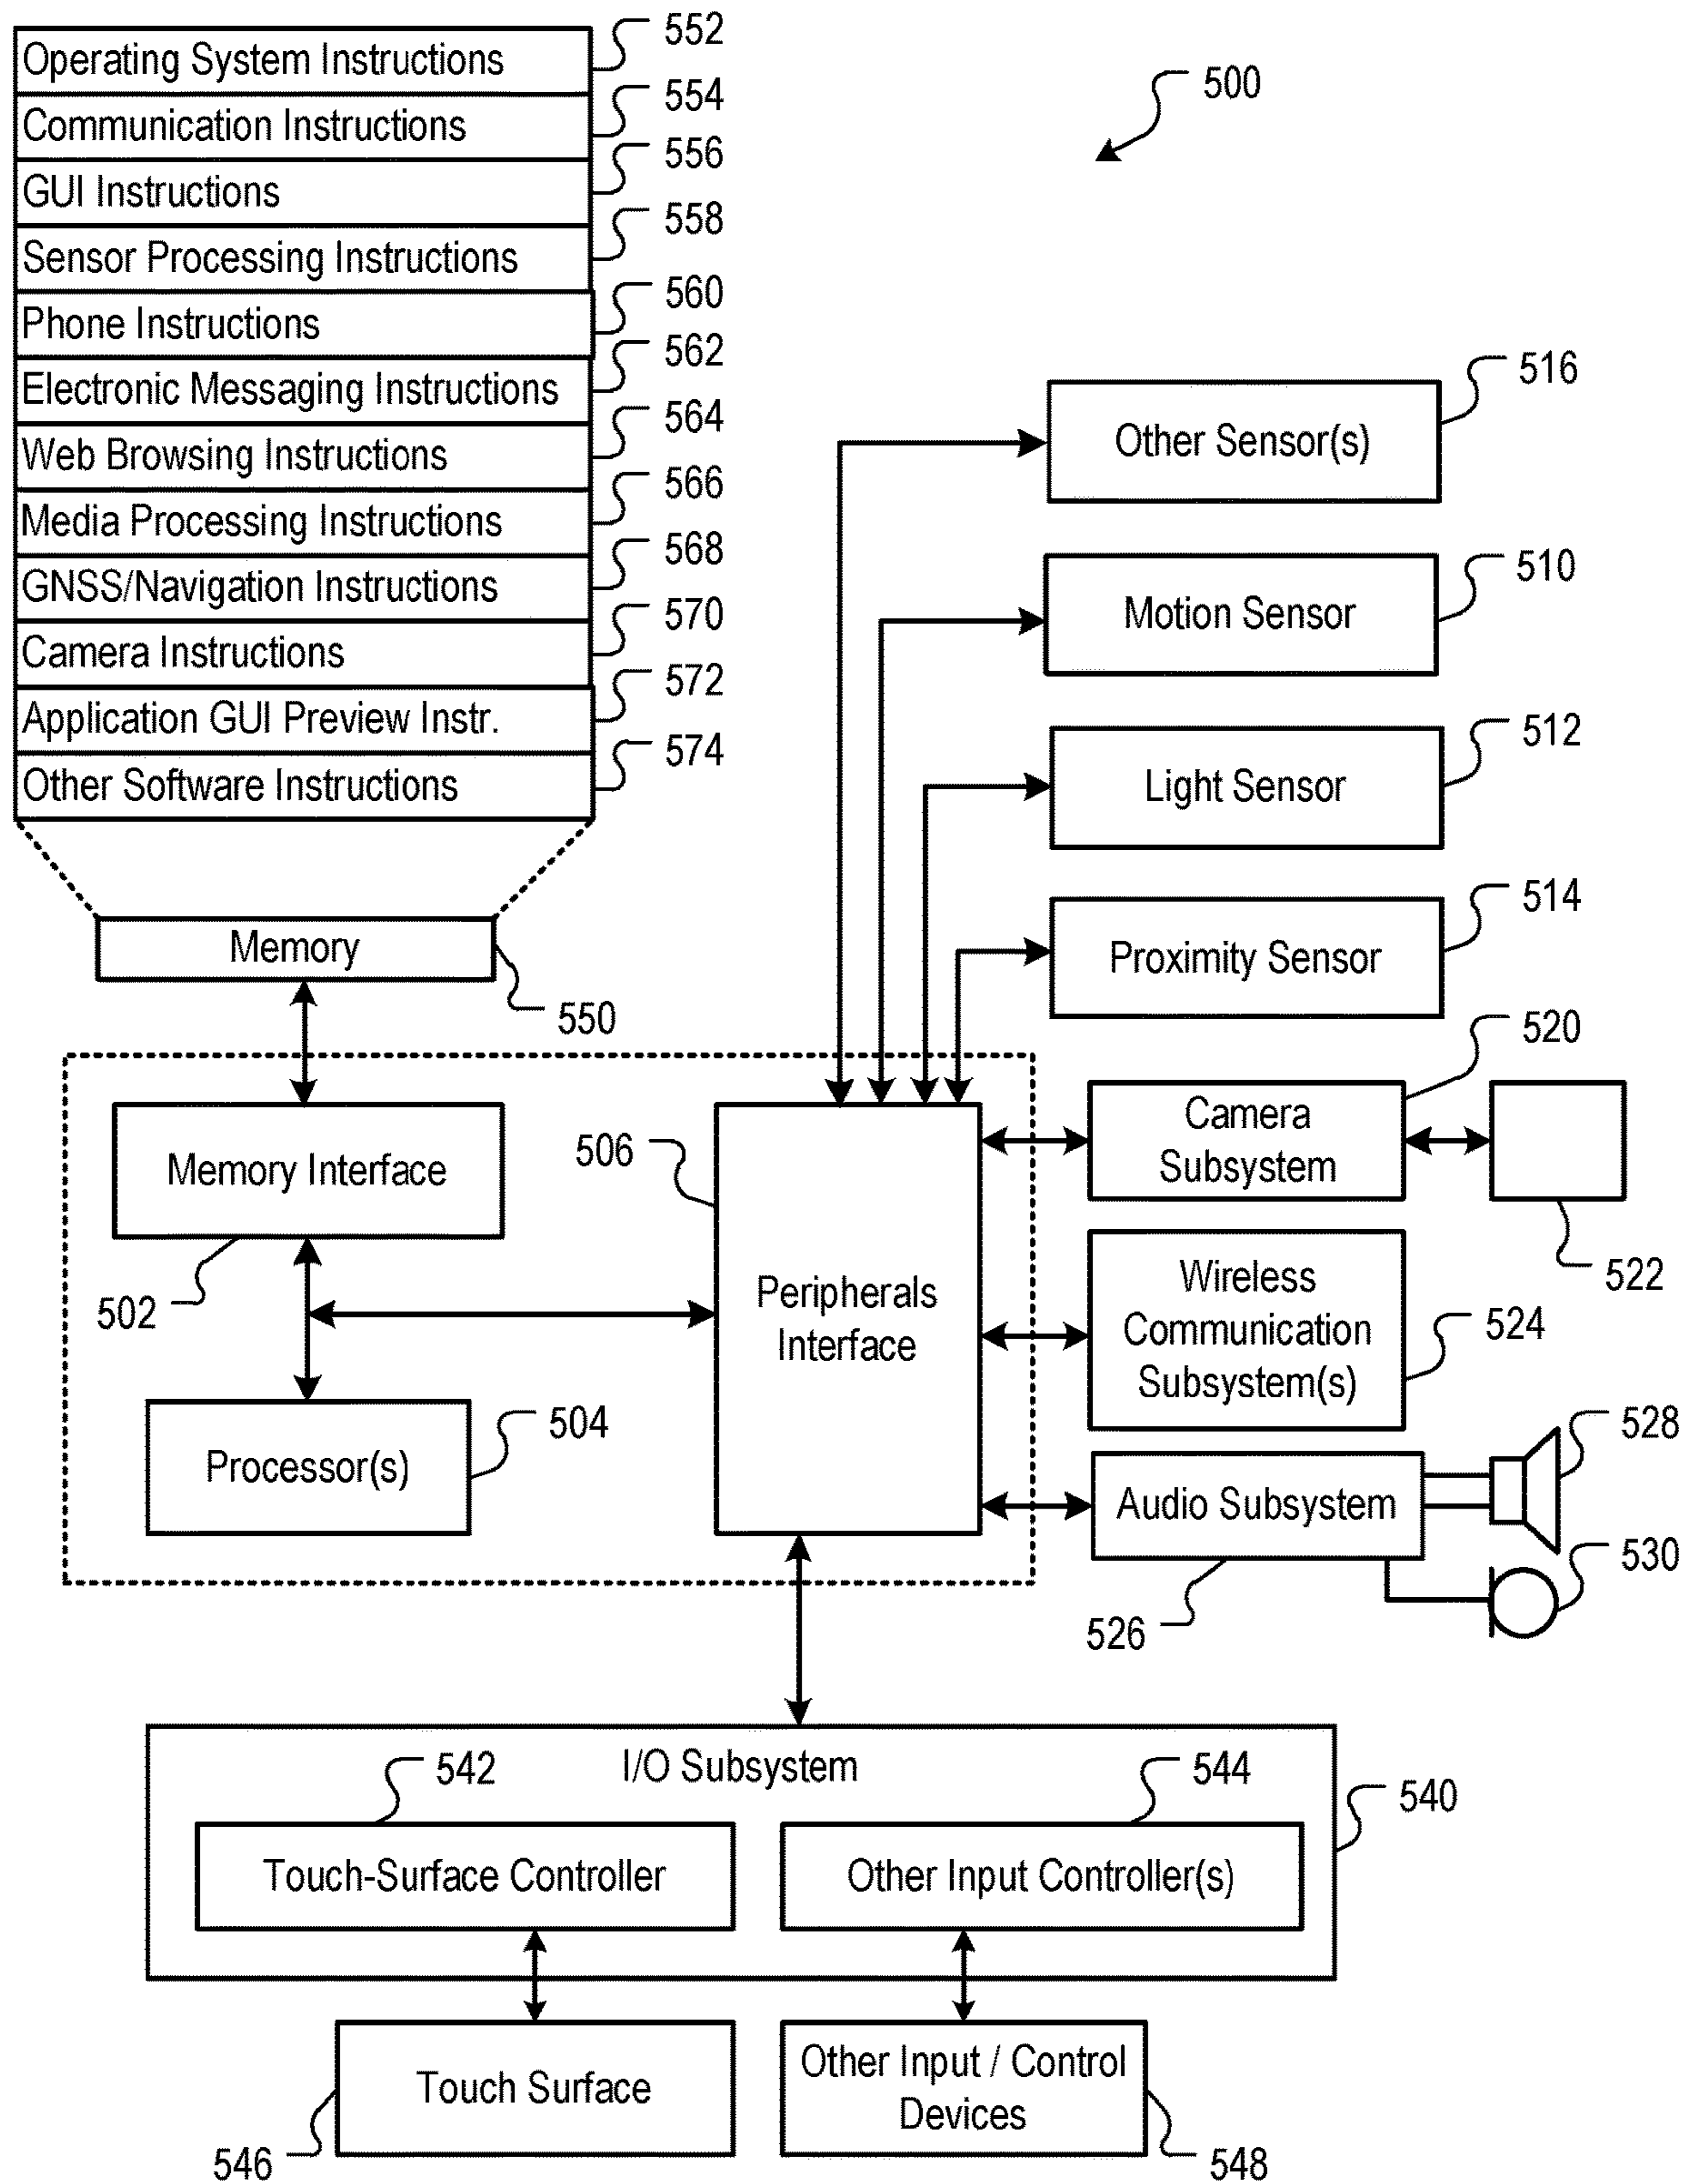 Operating System Instructions
552
Communication Instructions
554
GUI Instructions
556
Sensor Processing Instructions
558
Phone Instructions
560
Electronic Messaging Instructions
562
Web Browsing Instructions
564
Media Processing Instructions
566
GNSS/Navigation Instructions
568
Camera Instructions
570
Application GUI Preview Instr.
572
Other Software Instructions
574
Memory
550
500
Other Sensor(s)
516
Motion Sensor
510
Light Sensor
512
Proximity Sensor
514
Memory Interface
502
Processor(s)
504
506
Peripherals
Interface
Camera
Subsystem
520
522
Wireless
Communication
Subsystem(s)
524
Audio Subsystem
526
528
530
I/O Subsystem
540
542
Touch-Surface Controller
544
Other Input Controller(s)
Touch Surface
546
Other Input / Control
Devices
548